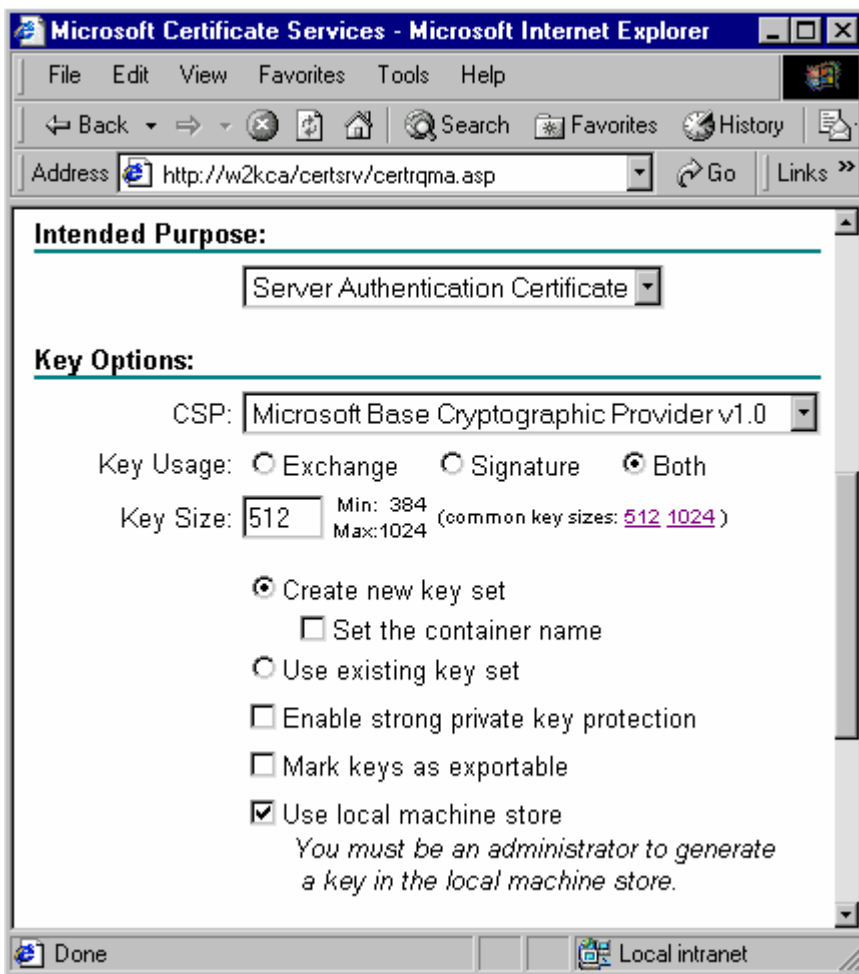 Microsoft Certificate Services - Microsoft Internet Explorer
File Edit View Favorites Tools Help
Back Search Favorites History
Address http://w2kca/certsrv/certrqma.asp Go Links »
Intended Purpose:
Server Authentication Certificate
Key Options:
CSP: Microsoft Base Cryptographic Provider v1.0
Key Usage: Exchange Signature Both
Key Size: 512 Min: 384 Max:1024 (common key sizes: 512 1024 )
Create new key set
Set the container name
Use existing key set
Enable strong private key protection
Mark keys as exportable
Use local machine store
You must be an administrator to generate
a key in the local machine store.
Done Local intranet